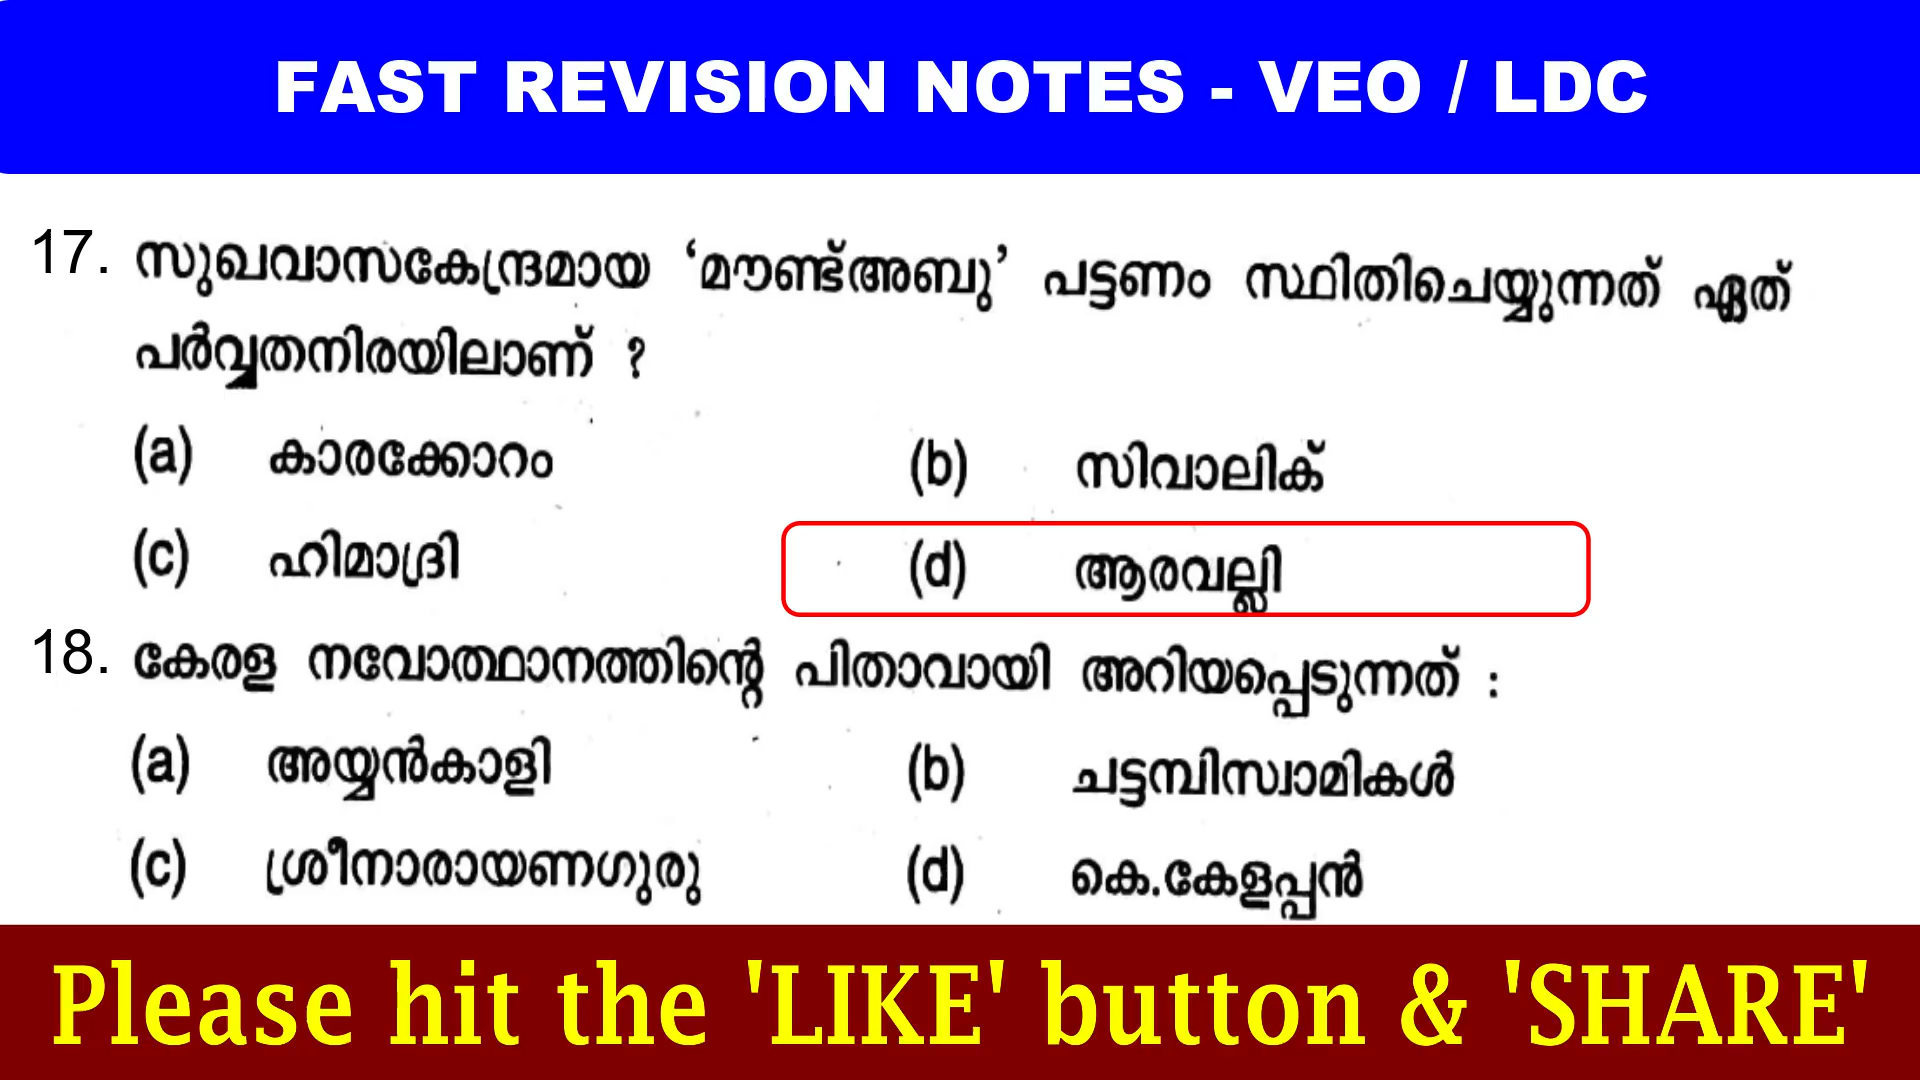 FAST REVISION NOTES - VEO / LDC
17. സുഖവാസകേന്ദ്രമായ ‘മൗണ്ട്അബു’ പട്ടണം സ്ഥിതിചെയ്യുന്നത് ഏത്
പർവ്വതനിരയിലാണ് ?
(a) കാരക്കോറം (b) സിവാലിക്
(c) ഹിമാദ്രി (d) ആരവല്ലി
18. കേരള നവോത്ഥാനത്തിന്റെ പിതാവായി അറിയപ്പെടുന്നത് :
(a) അയ്യൻകാളി (b) ചട്ടമ്പിസ്വാമികൾ
(c) ശ്രീനാരായണഗുരു (d) കെ.കേളപ്പൻ
Please hit the 'LIKE' button & 'SHARE'